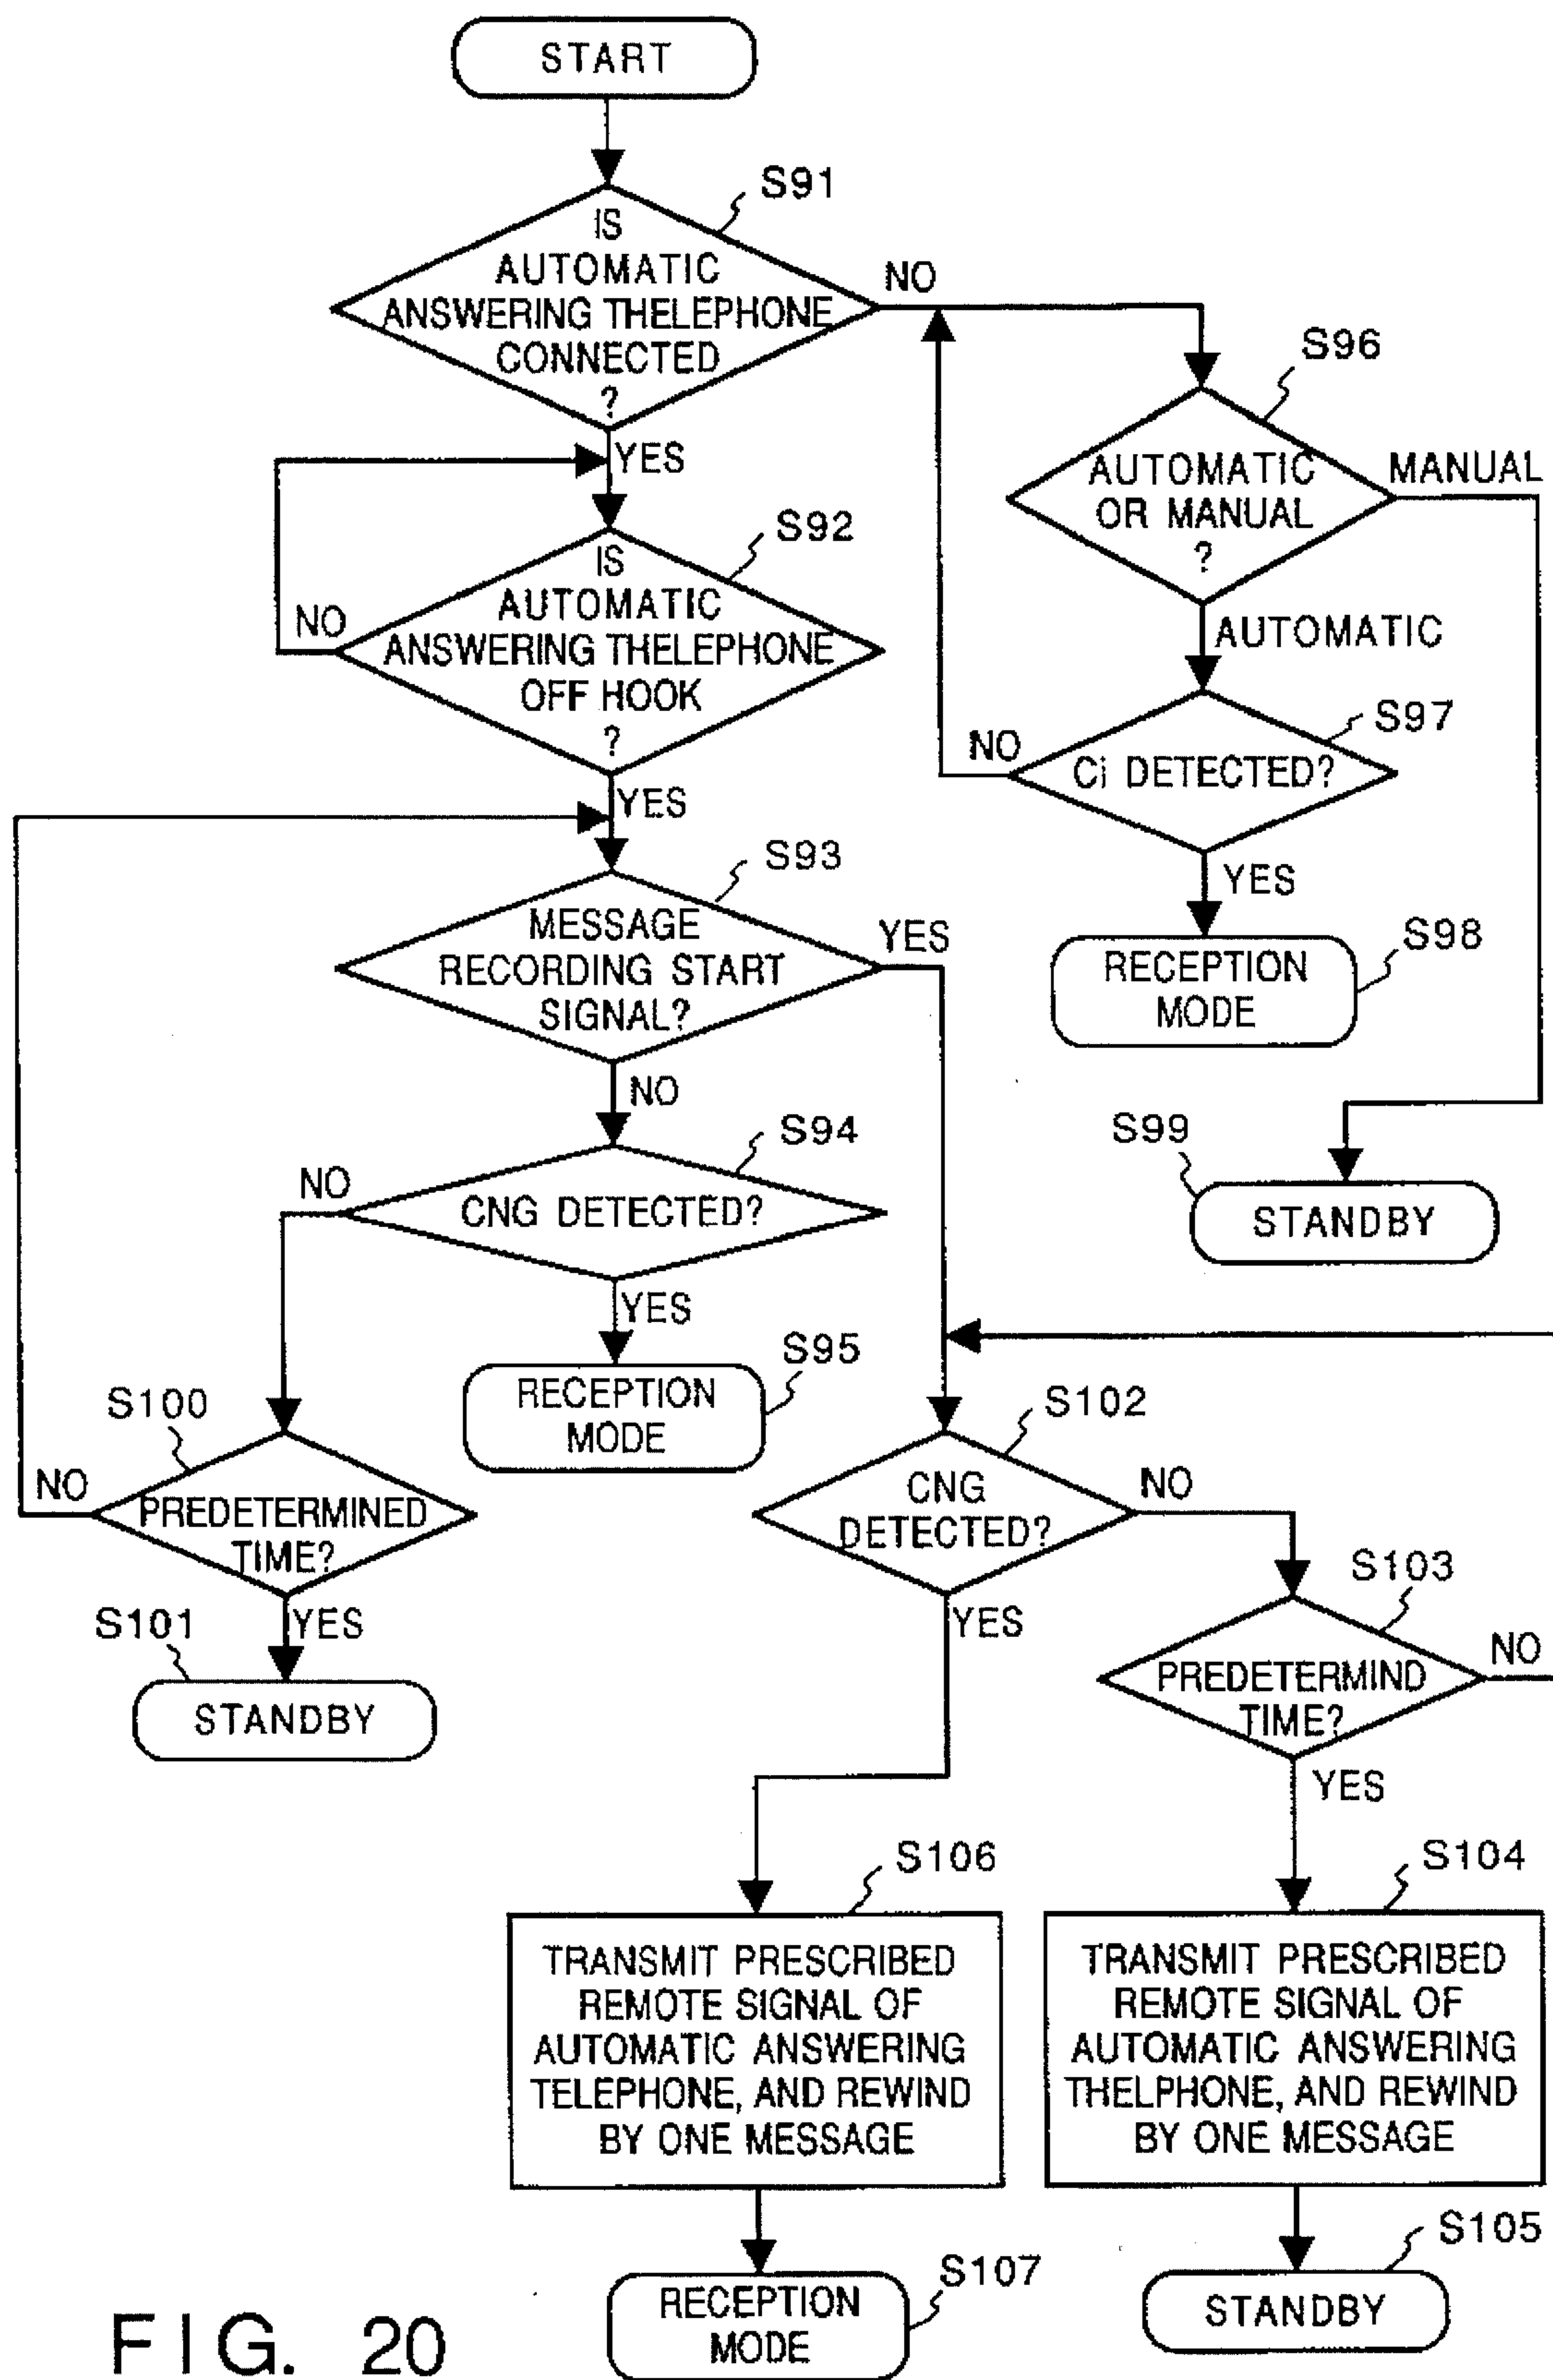 START
S91
IS
AUTOMATIC
ANSWERING THELEPHONE
CONNECTED
?
NO
YES
S96
AUTOMATIC
OR MANUAL
?
MANUAL
AUTOMATIC
S92
IS
AUTOMATIC
ANSWERING THELEPHONE
OFF HOOK
?
NO
YES
S97
Ci DETECTED?
NO
YES
S98
RECEPTION
MODE
S93
MESSAGE
RECORDING START
SIGNAL?
YES
NO
S94
CNG DETECTED?
NO
YES
S99
STANDBY
S95
RECEPTION
MODE
S100
PREDETERMINED
TIME?
NO
YES
S101
STANDBY
S102
CNG
DETECTED?
NO
YES
S103
PREDETERMIND
TIME?
NO
YES
S106
TRANSMIT PRESCRIBED
REMOTE SIGNAL OF
AUTOMATIC ANSWERING
TELEPHONE, AND REWIND
BY ONE MESSAGE
S104
TRANSMIT PRESCRIBED
REMOTE SIGNAL OF
AUTOMATIC ANSWERING
THELPHONE, AND REWIND
BY ONE MESSAGE
S107
RECEPTION
MODE
S105
STANDBY
FIG. 20